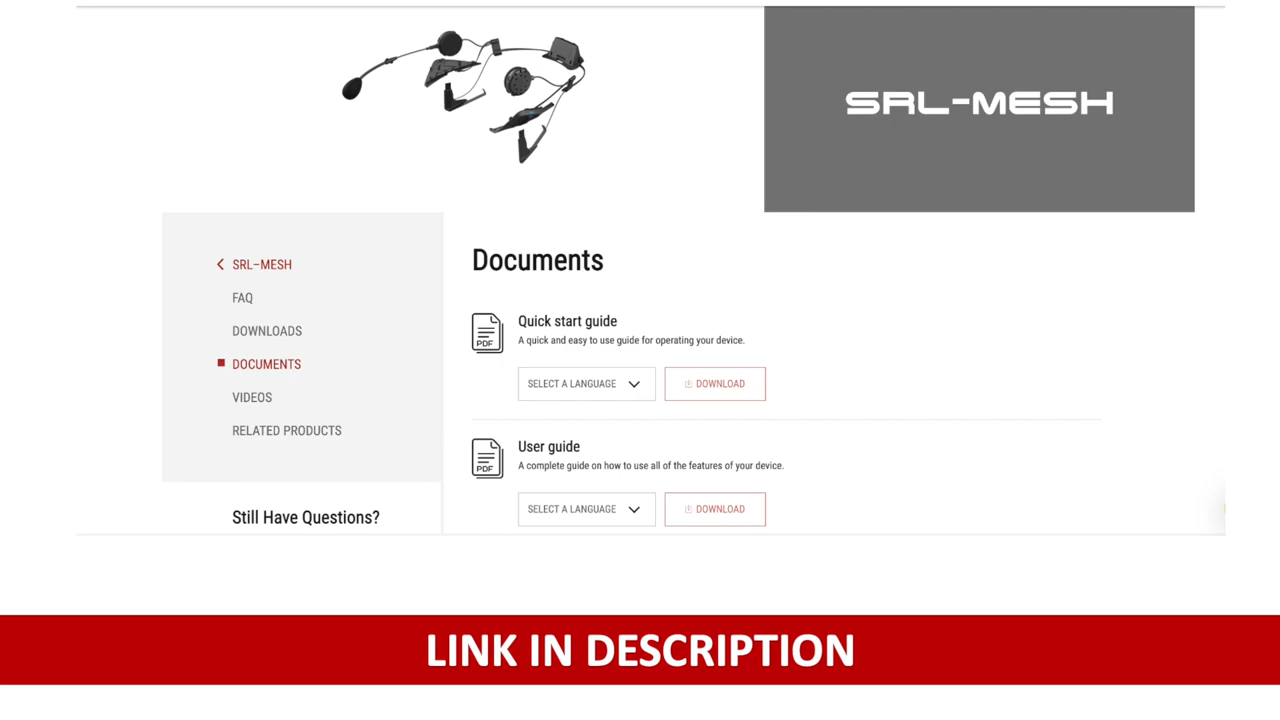 SRL-MESH
SRL-MESH
FAQ
DOWNLOADS
DOCUMENTS
VIDEOS
RELATED PRODUCTS
Still Have Questions?
Documents
PDF
Quick start guide
A quick and easy to use guide for operating your device.
SELECT A LANGUAGE
DOWNLOAD
PDF
User guide
A complete guide on how to use all of the features of your device.
SELECT A LANGUAGE
DOWNLOAD
LINK IN DESCRIPTION